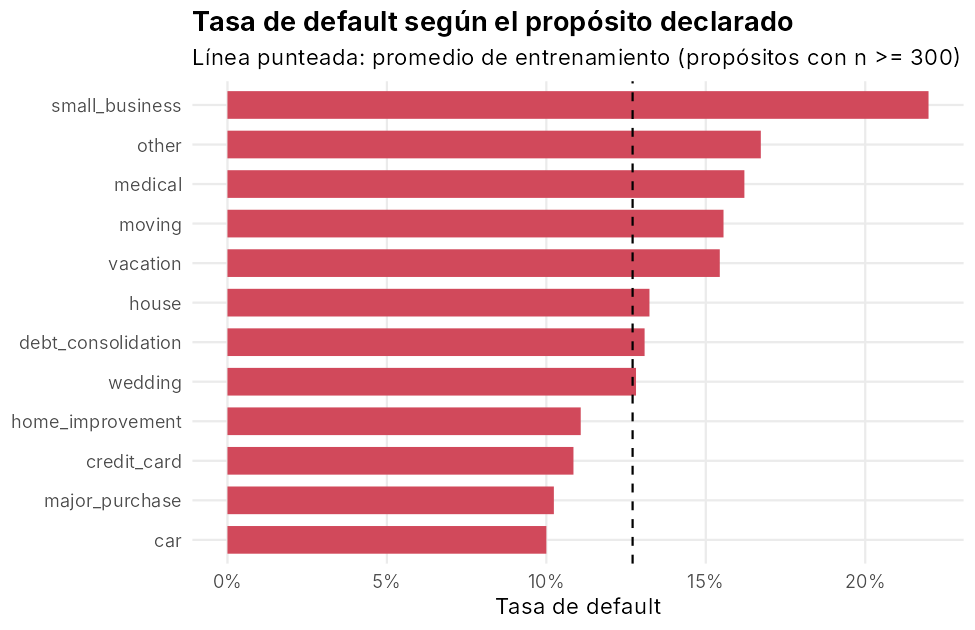 Tasa de default según el propósito declarado
Línea punteada: promedio de entrenamiento (propósitos con n >= 300)
small_business
other
medical
moving
vacation
house
debt_consolidation
wedding
home_improvement
credit_card
major_purchase
car
0% 5% 10% 15% 20%
Tasa de default